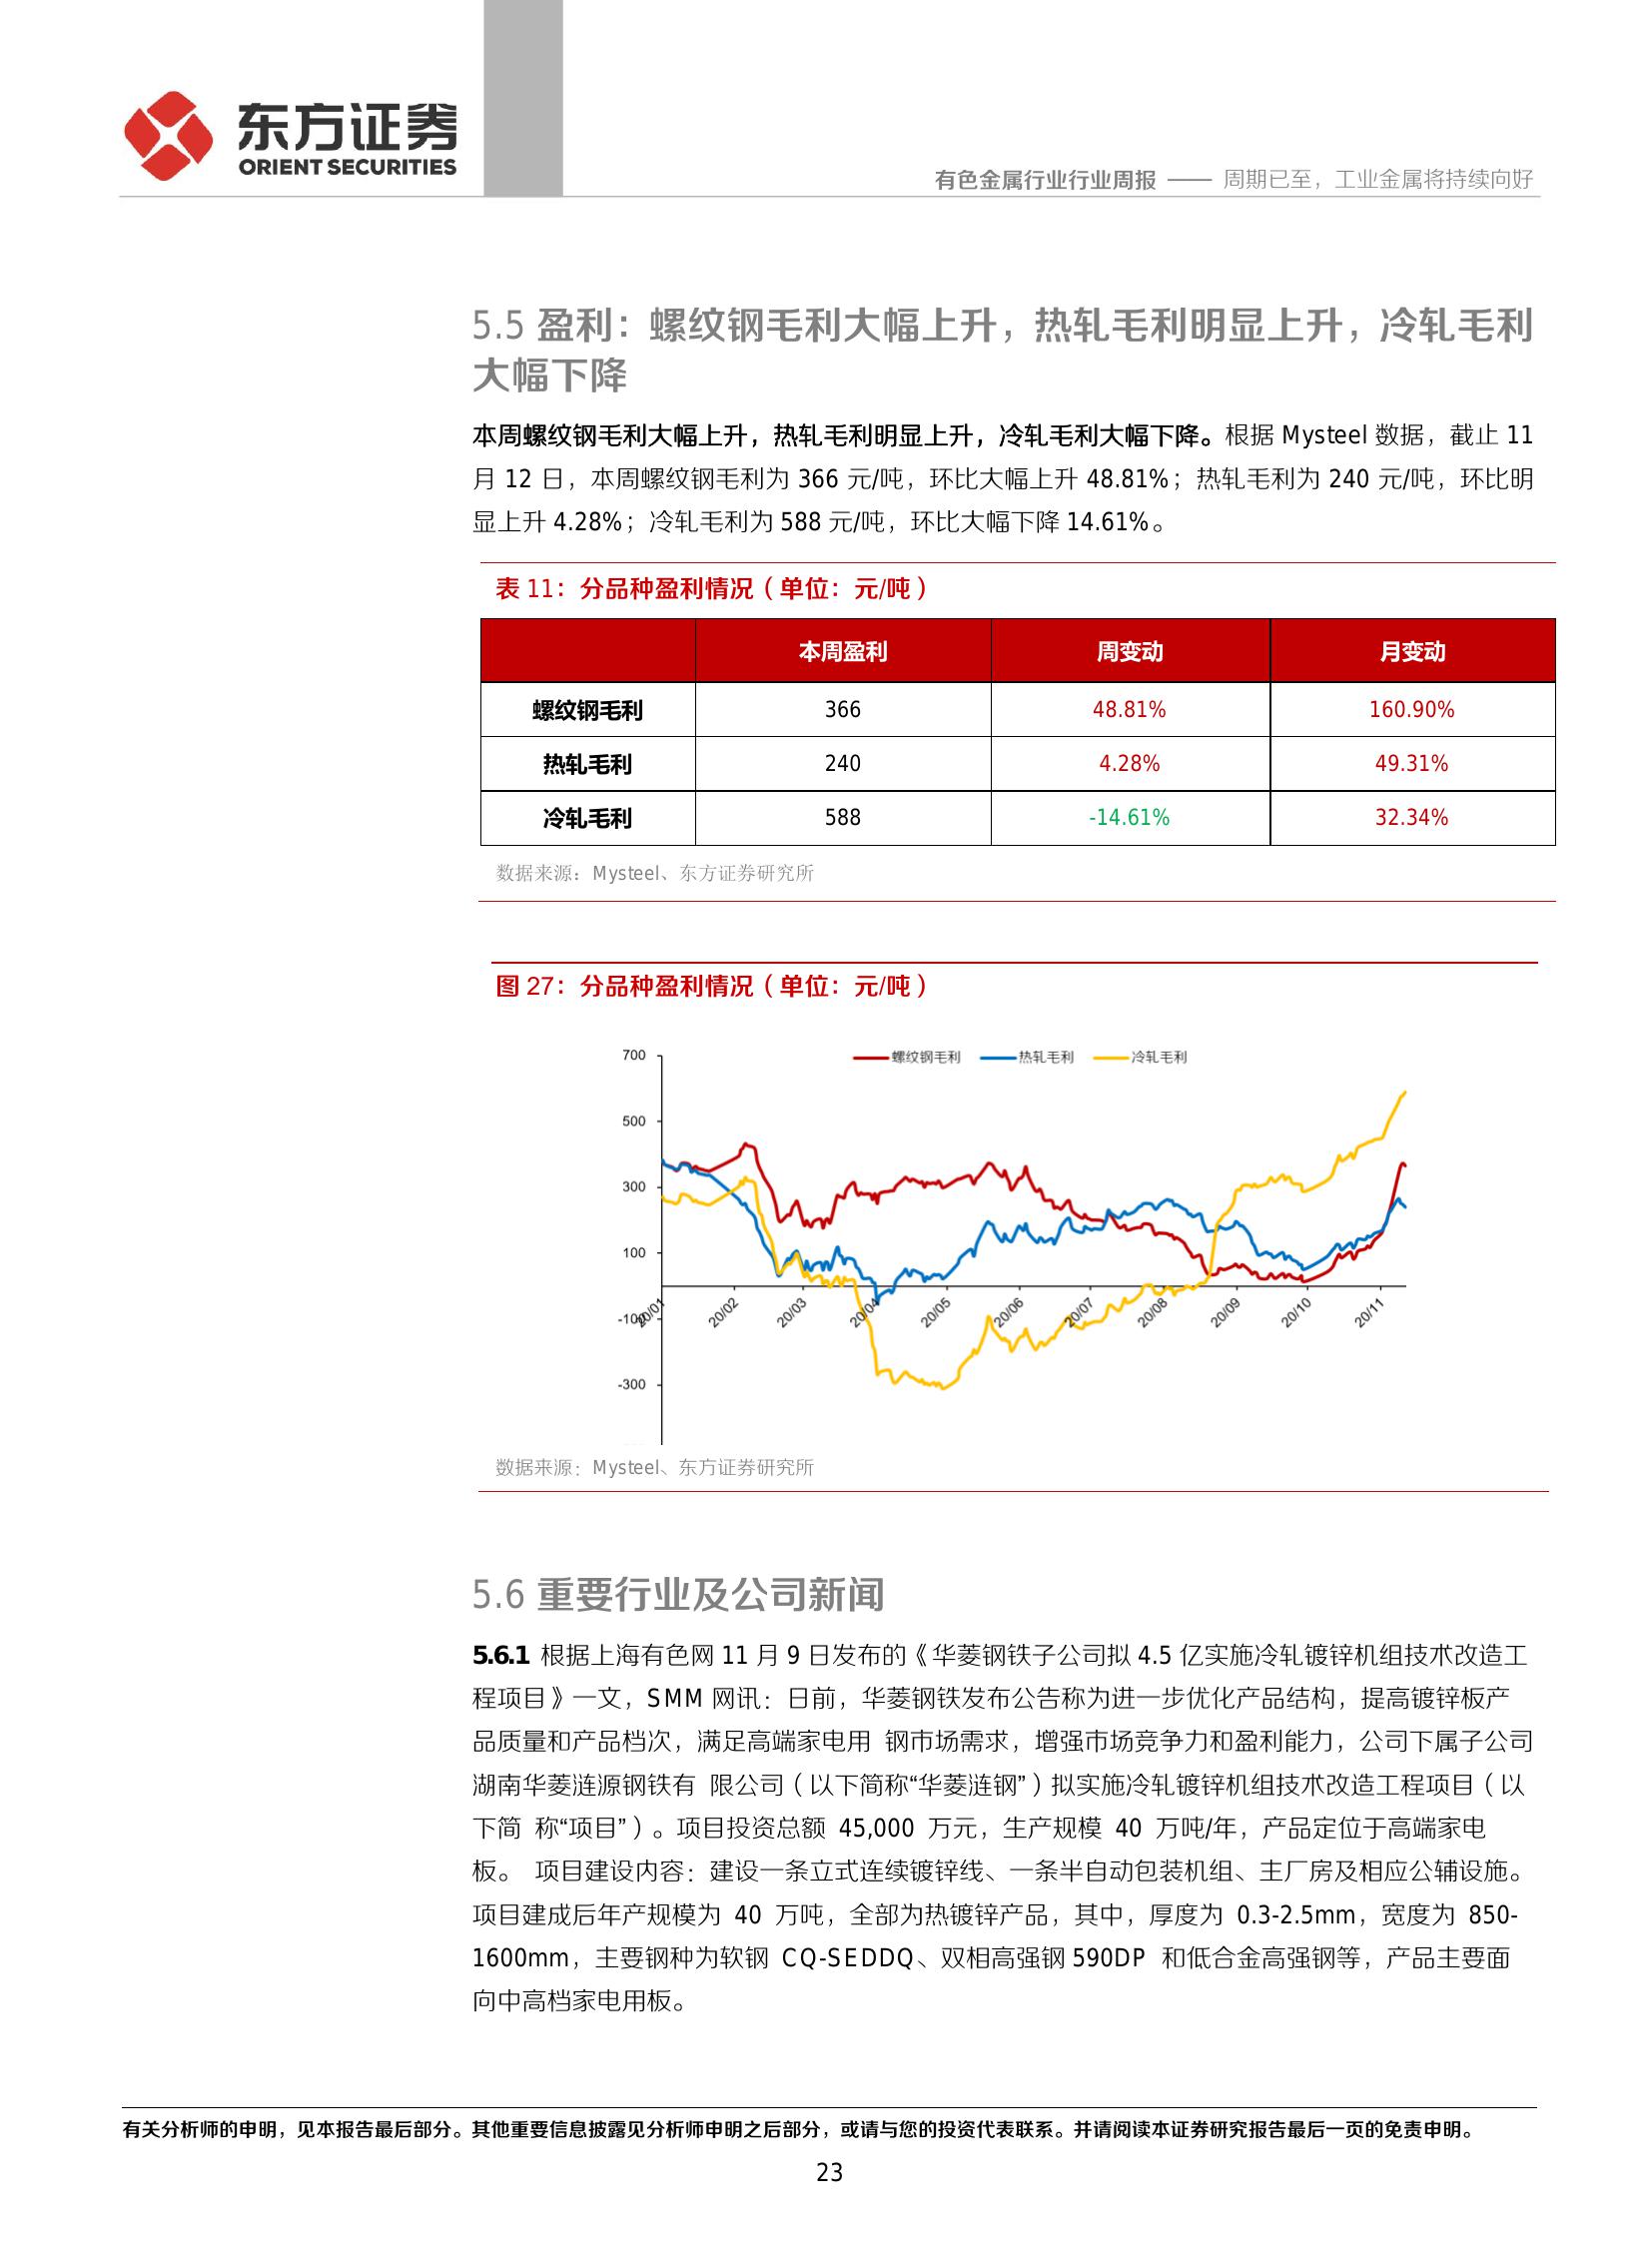 东方证券
ORIENT SECURITIES
有色金属行业行业周报 —— 周期已至，工业金属将持续向好
5.5 盈利：螺纹钢毛利大幅上升，热轧毛利明显上升，冷轧毛利
大幅下降
本周螺纹钢毛利大幅上升，热轧毛利明显上升，冷轧毛利大幅下降。根据 Mysteel 数据，截止 11
月 12 日，本周螺纹钢毛利为 366 元/吨，环比大幅上升 48.81%；热轧毛利为 240 元/吨，环比明
显上升 4.28%；冷轧毛利为 588 元/吨，环比大幅下降 14.61%。
表 11：分品种盈利情况（单位：元/吨）
本周盈利 周变动 月变动
螺纹钢毛利 366 48.81% 160.90%
热轧毛利 240 4.28% 49.31%
冷轧毛利 588 -14.61% 32.34%
数据来源：Mysteel、东方证券研究所
图 27：分品种盈利情况（单位：元/吨）
螺纹钢毛利 热轧毛利 冷轧毛利
700
500
300
100
-100
-300
20/01 20/02 20/03 20/04 20/05 20/06 20/07 20/08 20/09 20/10 20/11
数据来源：Mysteel、东方证券研究所
5.6 重要行业及公司新闻
5.6.1 根据上海有色网 11 月 9 日发布的《华菱钢铁子公司拟 4.5 亿实施冷轧镀锌机组技术改造工
程项目》一文，SMM 网讯：日前，华菱钢铁发布公告称为进一步优化产品结构，提高镀锌板产
品质量和产品档次，满足高端家电用 钢市场需求，增强市场竞争力和盈利能力，公司下属子公司
湖南华菱涟源钢铁有 限公司（以下简称“华菱涟钢”）拟实施冷轧镀锌机组技术改造工程项目（以
下简 称“项目”）。项目投资总额 45,000 万元，生产规模 40 万吨/年，产品定位于高端家电
板。 项目建设内容：建设一条立式连续镀锌线、一条半自动包装机组、主厂房及相应公辅设施。
项目建成后年产规模为 40 万吨，全部为热镀锌产品，其中，厚度为 0.3-2.5mm，宽度为 850-
1600mm，主要钢种为软钢 CQ-SEDDQ、双相高强钢 590DP 和低合金高强钢等，产品主要面
向中高档家电用板。
有关分析师的申明，见本报告最后部分。其他重要信息披露见分析师申明之后部分，或请与您的投资代表联系。并请阅读本证券研究报告最后一页的免责申明。
23